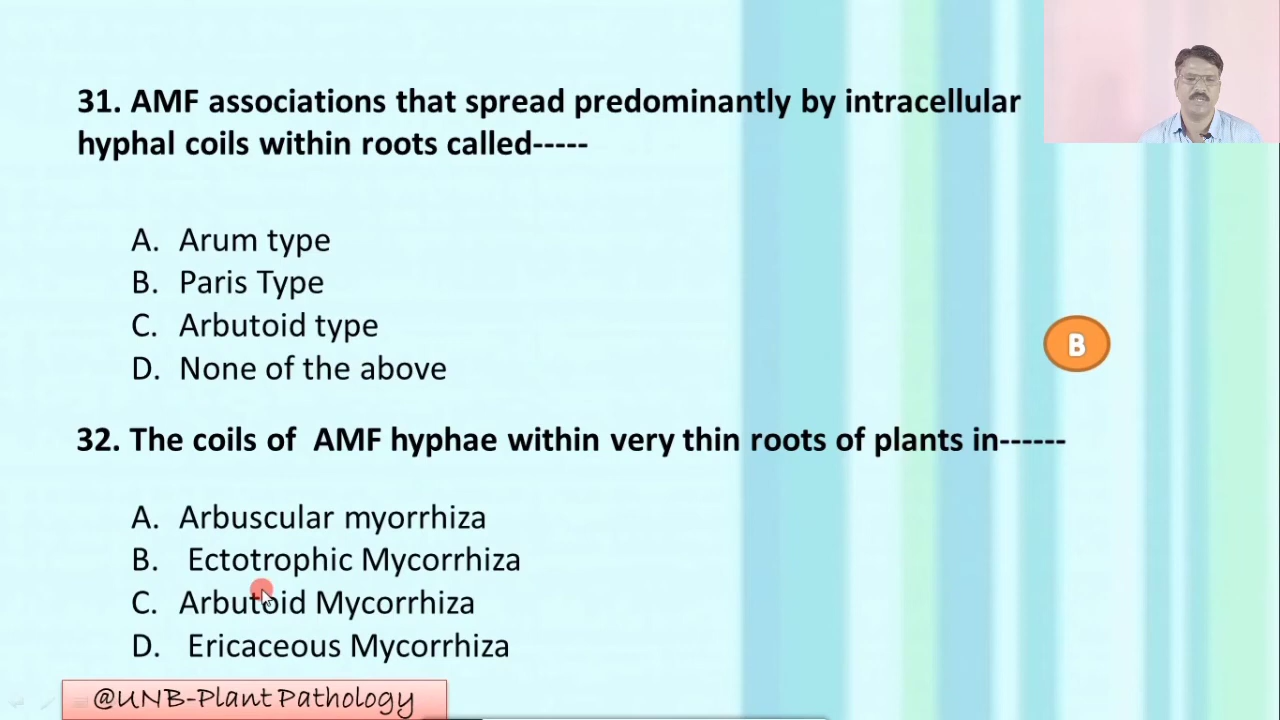 31. AMF associations that spread predominantly by intracellular
hyphal coils within roots called-----
A. Arum type
B. Paris Type
C. Arbutoid type
D. None of the above
B
32. The coils of AMF hyphae within very thin roots of plants in------
A. Arbuscular myorrhiza
B. Ectotrophic Mycorrhiza
C. Arbutoid Mycorrhiza
D. Ericaceous Mycorrhiza
@UNB-Plant Pathology